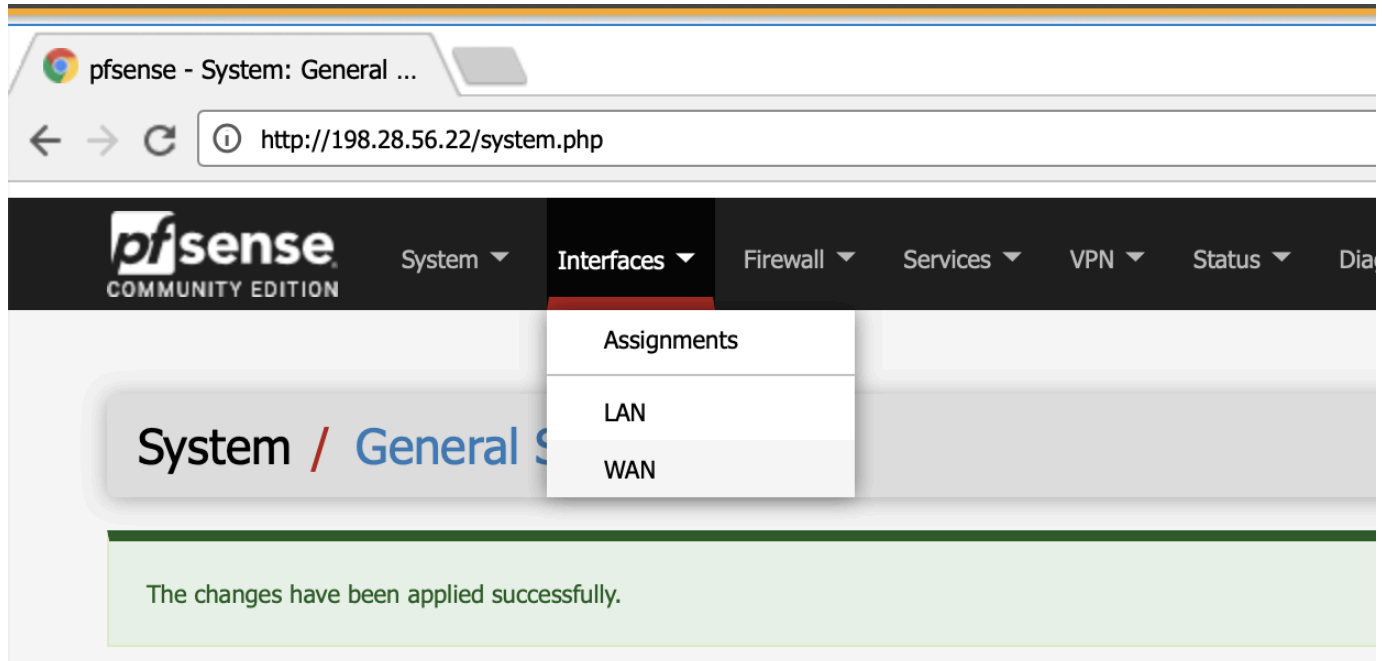 pfsense - System: General ...
http://198.28.56.22/system.php
pfsense
COMMUNITY EDITION
System Interfaces Firewall Services VPN Status
Assignments
LAN
WAN
System / General
The changes have been applied successfully.